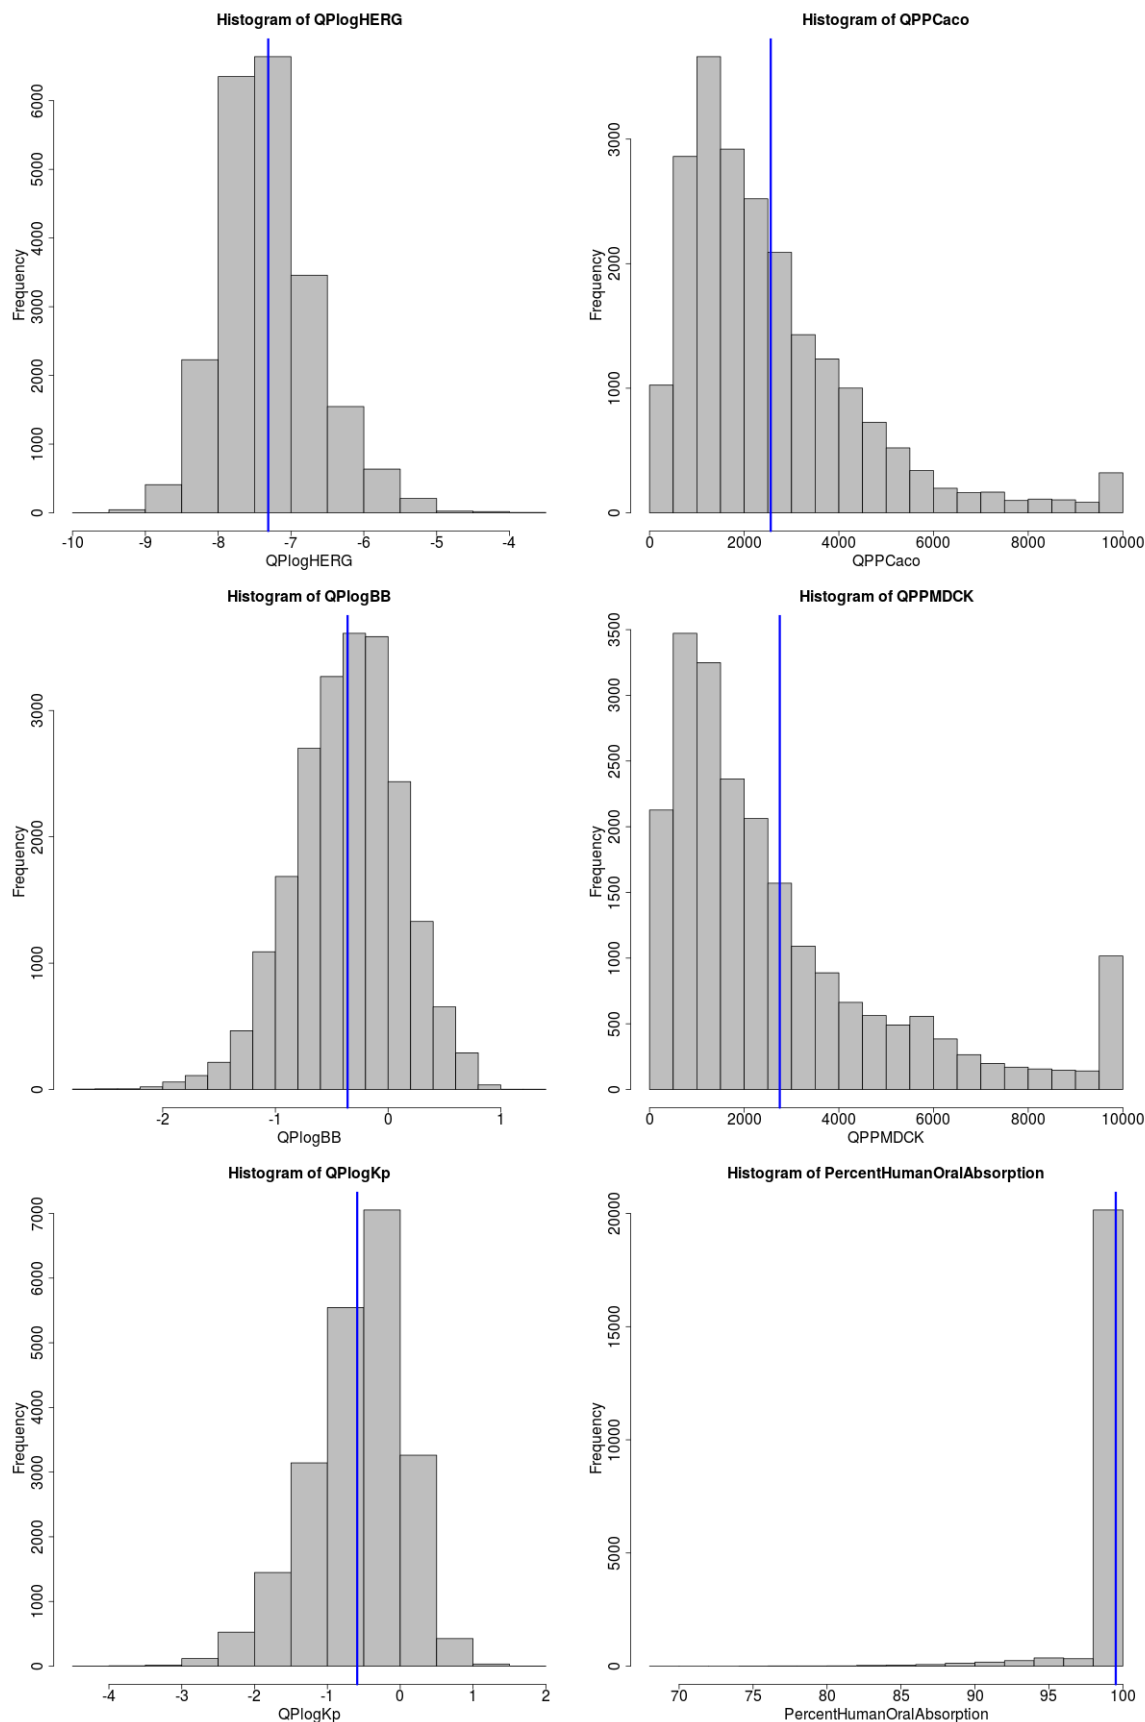 Histogram of QPlogHERG
Frequency
0
1000
2000
3000
4000
5000
6000
-10 -9 -8 -7 -6 -5 -4
QPlogHERG
Histogram of QPPCaco
Frequency
0
1000
2000
3000
0 2000 4000 6000 8000 10000
QPPCaco
Histogram of QPlogBB
Frequency
0
1000
2000
3000
-2 -1 0 1
QPlogBB
Histogram of QPPMDCK
Frequency
0
500
1000
1500
2000
2500
3000
3500
0 2000 4000 6000 8000 10000
QPPMDCK
Histogram of QPlogKp
Frequency
0
1000
2000
3000
4000
5000
6000
7000
-4 -3 -2 -1 0 1 2
QPlogKp
Histogram of PercentHumanOralAbsorption
Frequency
0
5000
10000
15000
20000
70 75 80 85 90 95 100
PercentHumanOralAbsorption